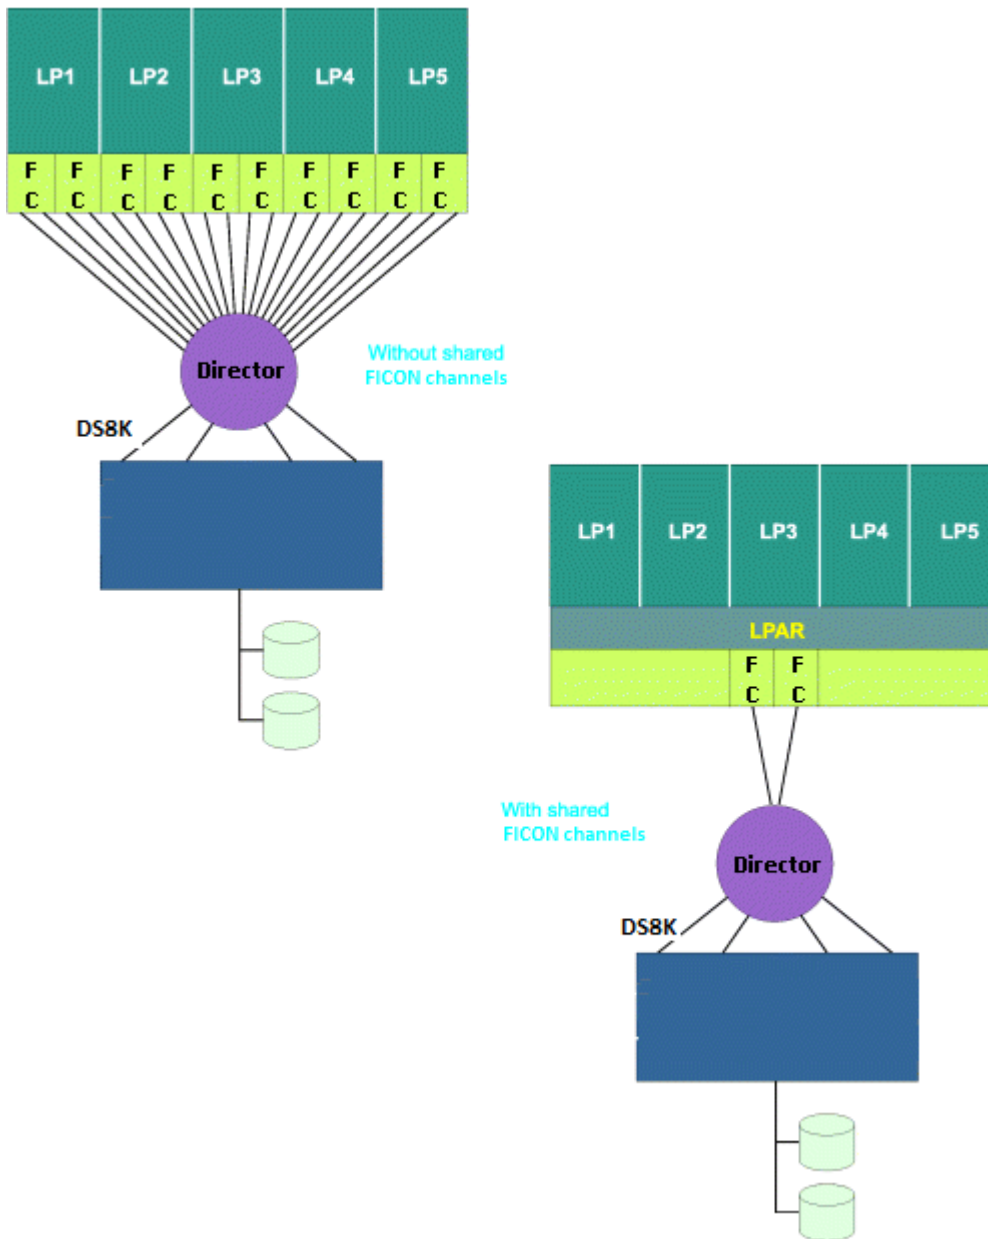 LP1 LP2 LP3 LP4 LP5
F F F F F F F F F F
C C C C C C C C C C
Director
Without shared
FICON channels
DS8K
LP1 LP2 LP3 LP4 LP5
LPAR
F F
C C
With shared
FICON channels
Director
DS8K